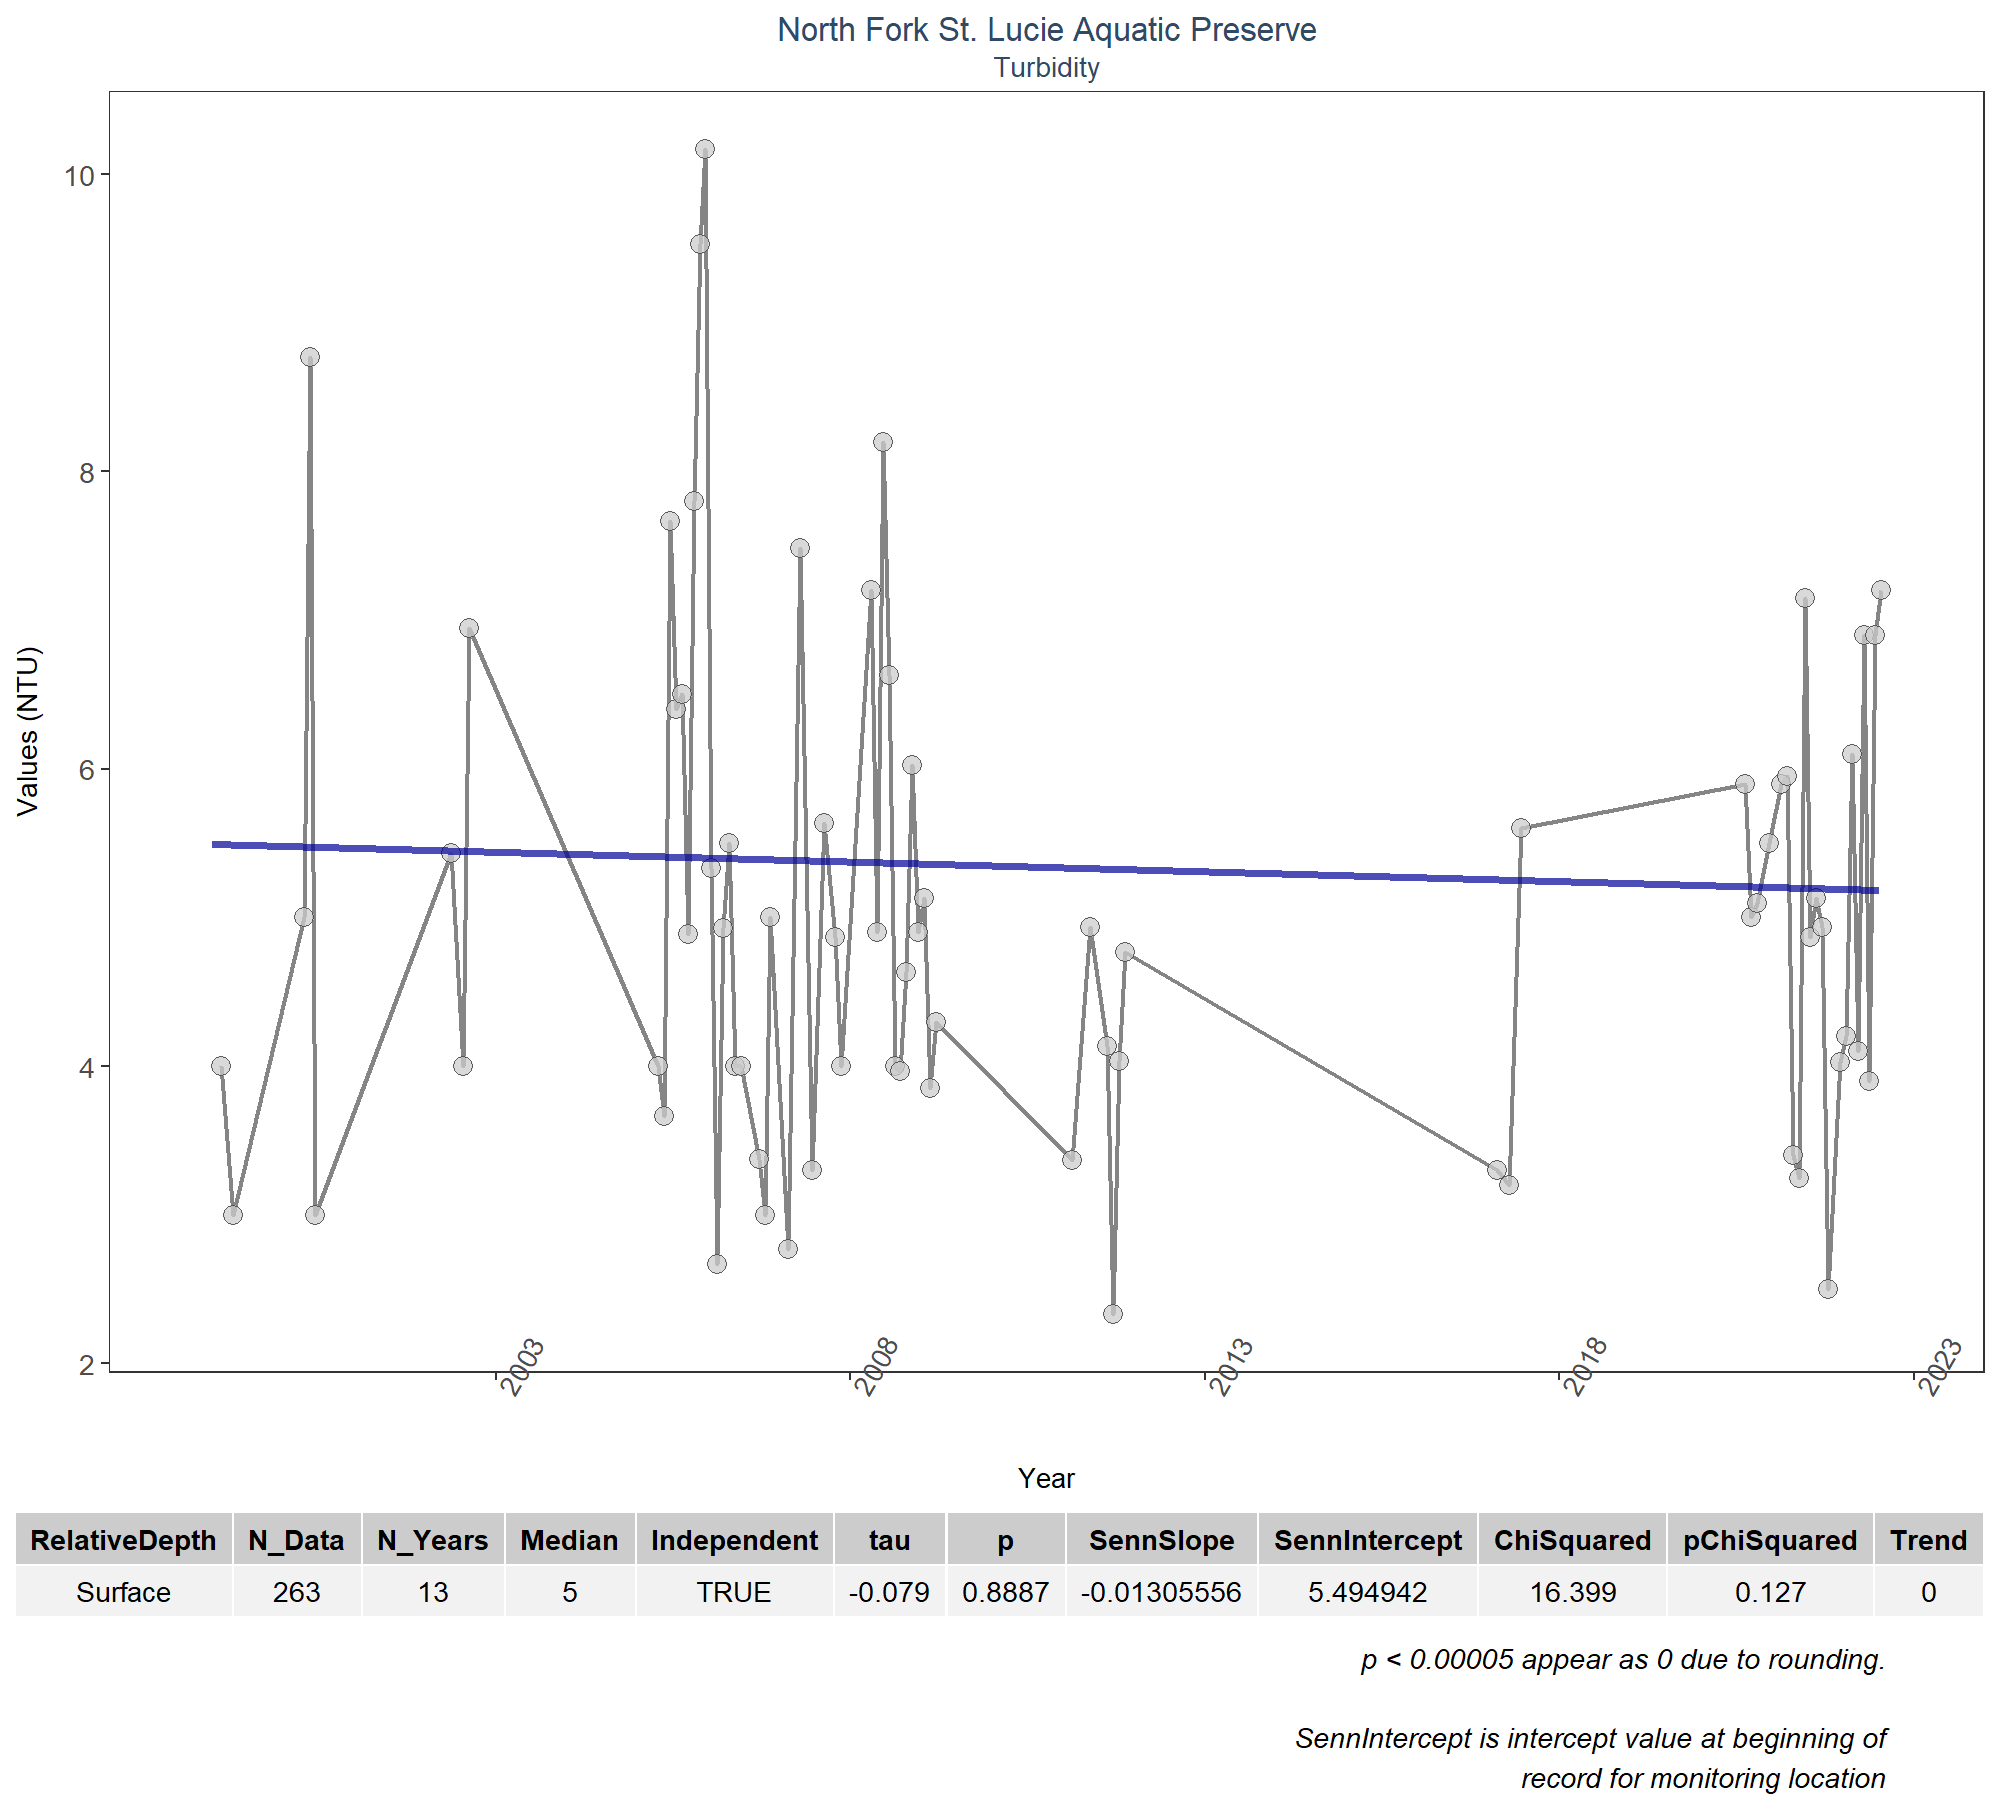 North Fork St. Lucie Aquatic Preserve
Turbidity
Values (NTU)
10
8
6
4
2
2003 2008 2013 2018 2023
Year
RelativeDepth N_Data N_Years Median Independent tau p SennSlope SennIntercept ChiSquared pChiSquared Trend
Surface 263 13 5 TRUE -0.079 0.8887 -0.01305556 5.494942 16.399 0.127 0
p < 0.00005 appear as 0 due to rounding.
SennIntercept is intercept value at beginning of
record for monitoring location